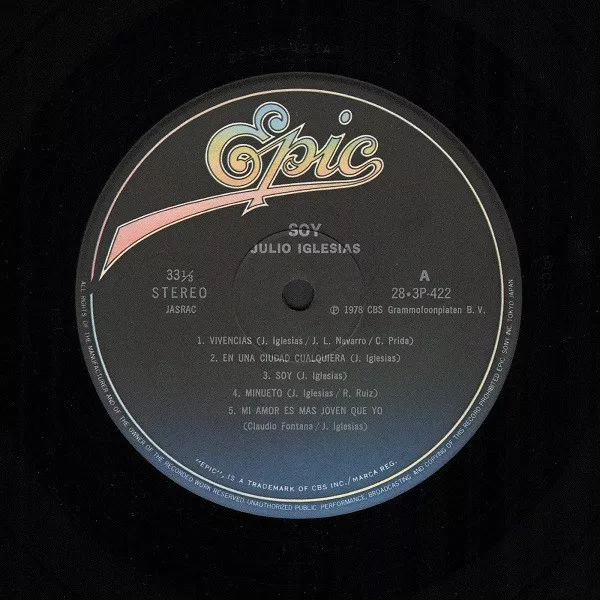 Epic
SOY
JULIO IGLESIAS
33⅓
STEREO
JASRAC
A
28・3P-422
Ⓟ 1978 CBS Grammofoonplaten B. V.
1. VIVENCIAS (J. Iglesias / J. L. Navarro / C. Prida)
2. EN UNA CIUDAD CUALQUIERA (J. Iglesias)
3. SOY (J. Iglesias)
4. MINUETO (J. Iglesias / R. Ruiz)
5. MI AMOR ES MAS JOVEN QUE YO
(Claudio Fontana / J. Iglesias)
"EPIC", IS A TRADEMARK OF CBS INC. / MARCA REG.
ALL RIGHTS OF THE MANUFACTURER AND OF THE OWNER OF THE RECORDED WORK RESERVED. UNAUTHORIZED PUBLIC PERFORMANCE, BROADCASTING AND COPYING OF THIS RECORD PROHIBITED EPIC. SONY INC. TOKYO JAPAN